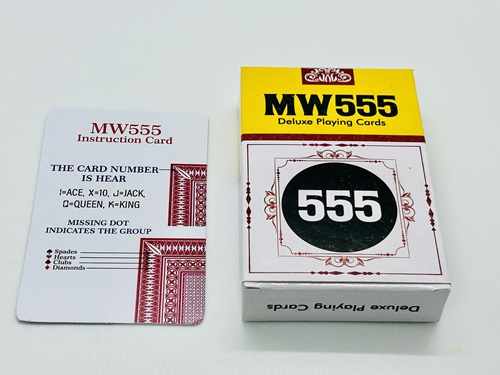 MW555
Instruction Card
THE CARD NUMBER
IS HEAR
1=ACE, X=10, J=JACK,
Q=QUEEN, K=KING
MISSING DOT
INDICATES THE GROUP
Spades
Hearts
Clubs
Diamonds
MW555
Deluxe Playing Cards
555
Deluxe Playing Cards